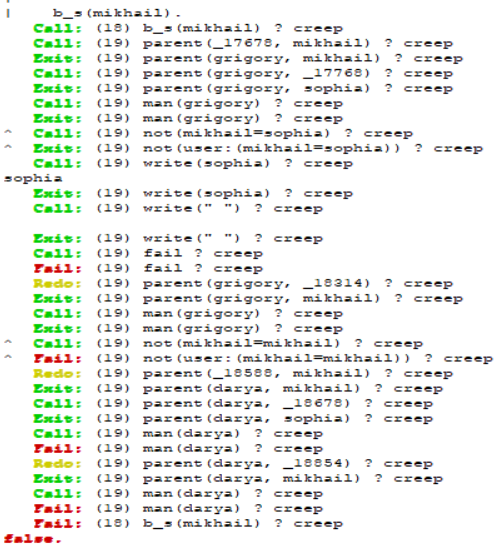 |    b_s(mikhail).
   Call: (18) b_s(mikhail) ? creep
   Call: (19) parent(_17678, mikhail) ? creep
   Exit: (19) parent(grigory, mikhail) ? creep
   Call: (19) parent(grigory, _17768) ? creep
   Exit: (19) parent(grigory, sophia) ? creep
   Call: (19) man(grigory) ? creep
   Exit: (19) man(grigory) ? creep
^  Call: (19) not(mikhail=sophia) ? creep
^  Exit: (19) not(user:(mikhail=sophia)) ? creep
   Call: (19) write(sophia) ? creep
sophia
   Exit: (19) write(sophia) ? creep
   Call: (19) write(" ") ? creep
   Exit: (19) write(" ") ? creep
   Call: (19) fail ? creep
   Fail: (19) fail ? creep
   Redo: (19) parent(grigory, _18314) ? creep
   Exit: (19) parent(grigory, mikhail) ? creep
   Call: (19) man(grigory) ? creep
   Exit: (19) man(grigory) ? creep
^  Call: (19) not(mikhail=mikhail) ? creep
^  Fail: (19) not(user:(mikhail=mikhail)) ? creep
   Redo: (19) parent(_18588, mikhail) ? creep
   Exit: (19) parent(darya, mikhail) ? creep
   Call: (19) parent(darya, _18678) ? creep
   Exit: (19) parent(darya, sophia) ? creep
   Call: (19) man(darya) ? creep
   Fail: (19) man(darya) ? creep
   Redo: (19) parent(darya, _18854) ? creep
   Exit: (19) parent(darya, mikhail) ? creep
   Call: (19) man(darya) ? creep
   Fail: (19) man(darya) ? creep
   Fail: (18) b_s(mikhail) ? creep
false.